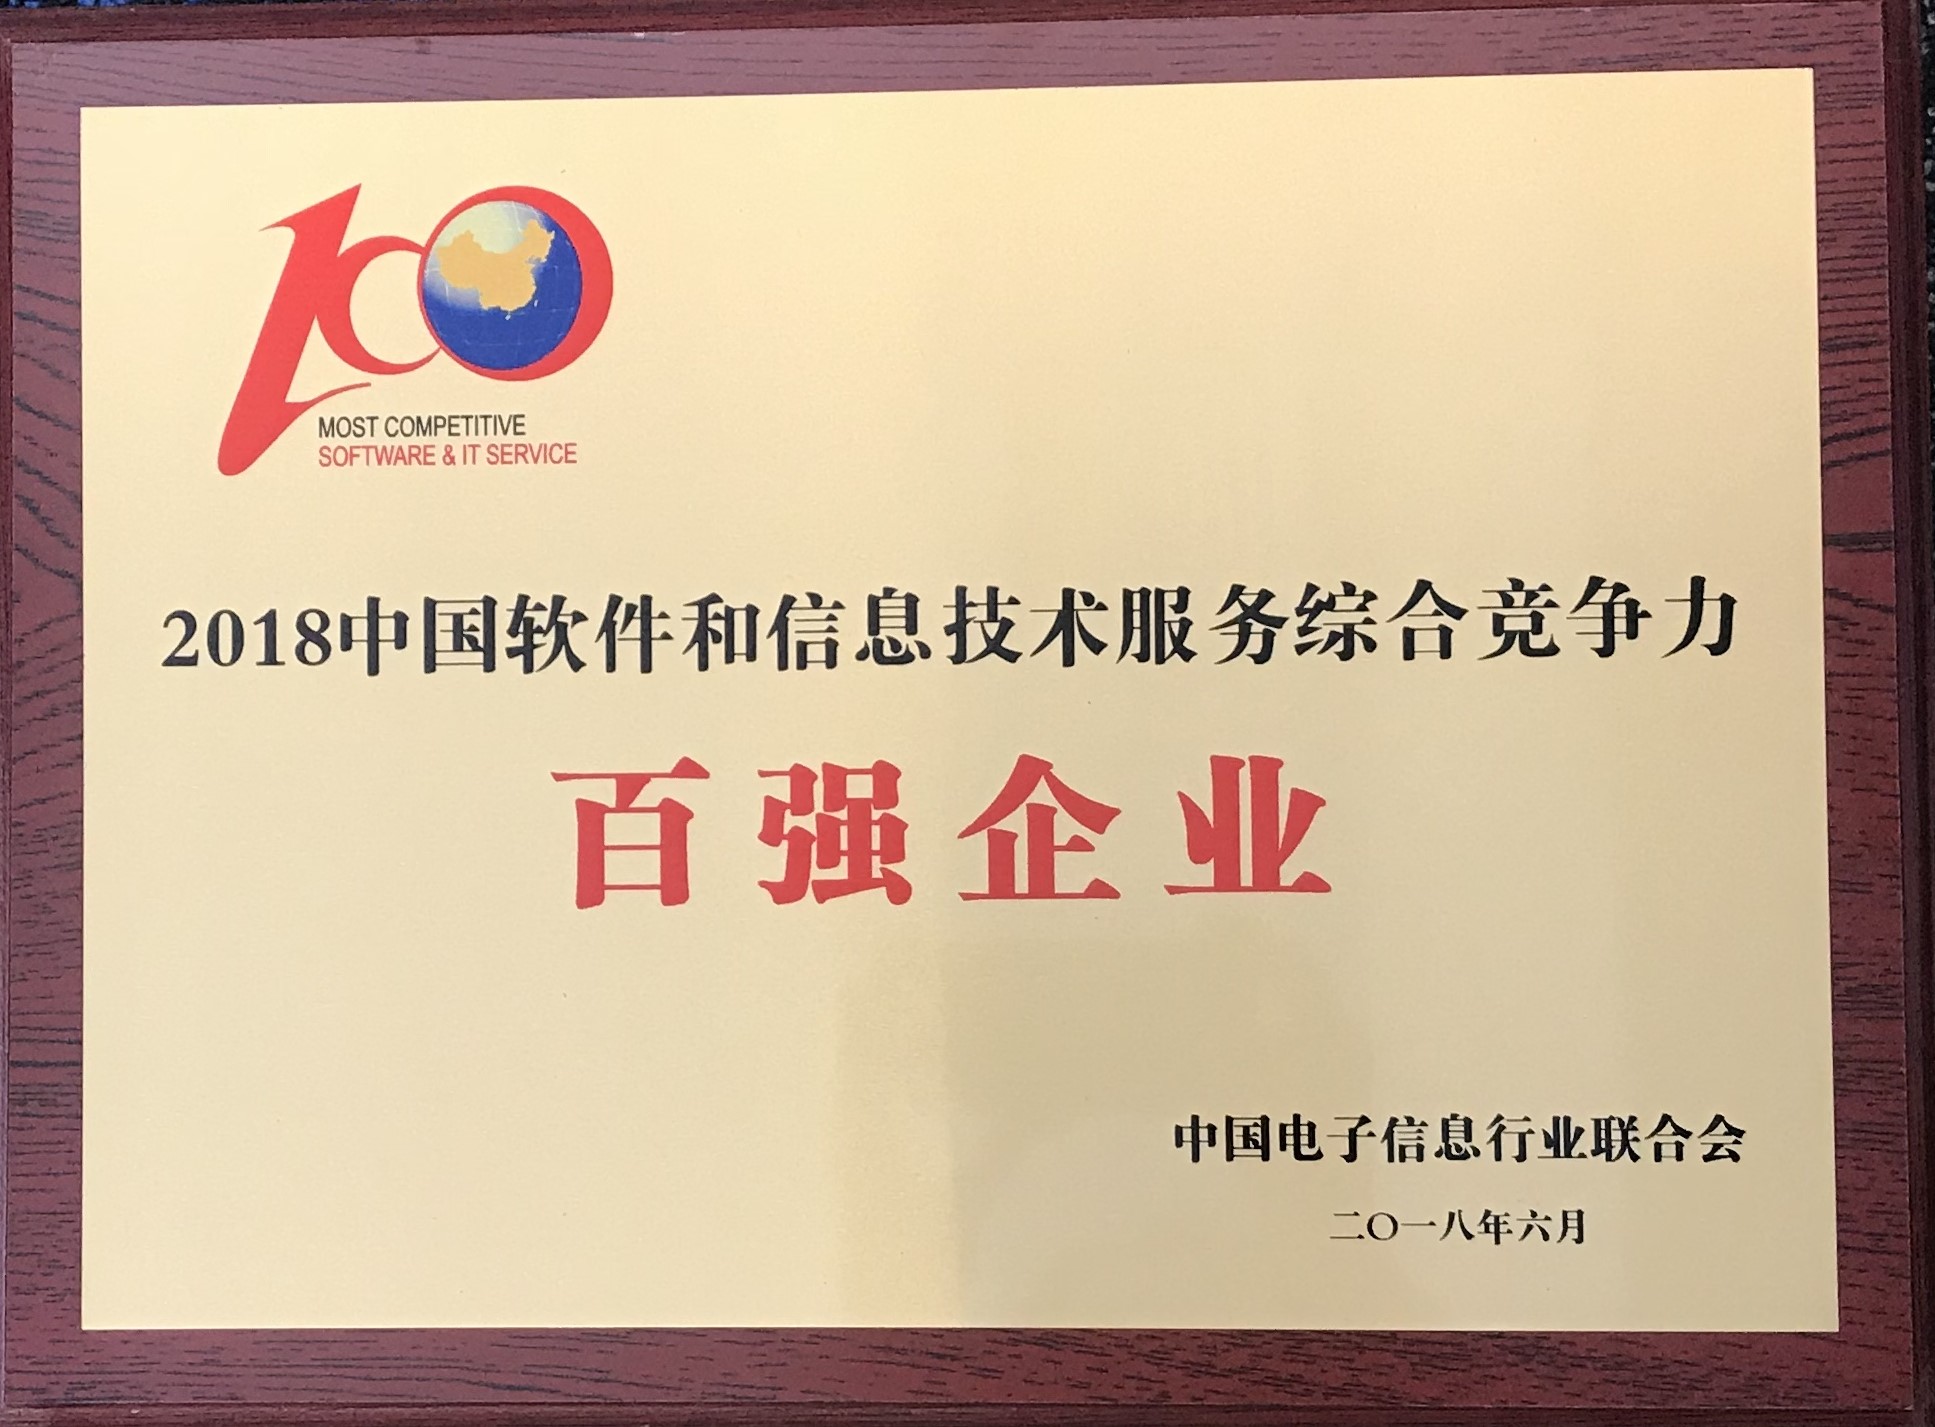 100
MOST COMPETITIVE
SOFTWARE & IT SERVICE
2018中国软件和信息技术服务综合竞争力
百强企业
中国电子信息行业联合会
二〇一八年六月